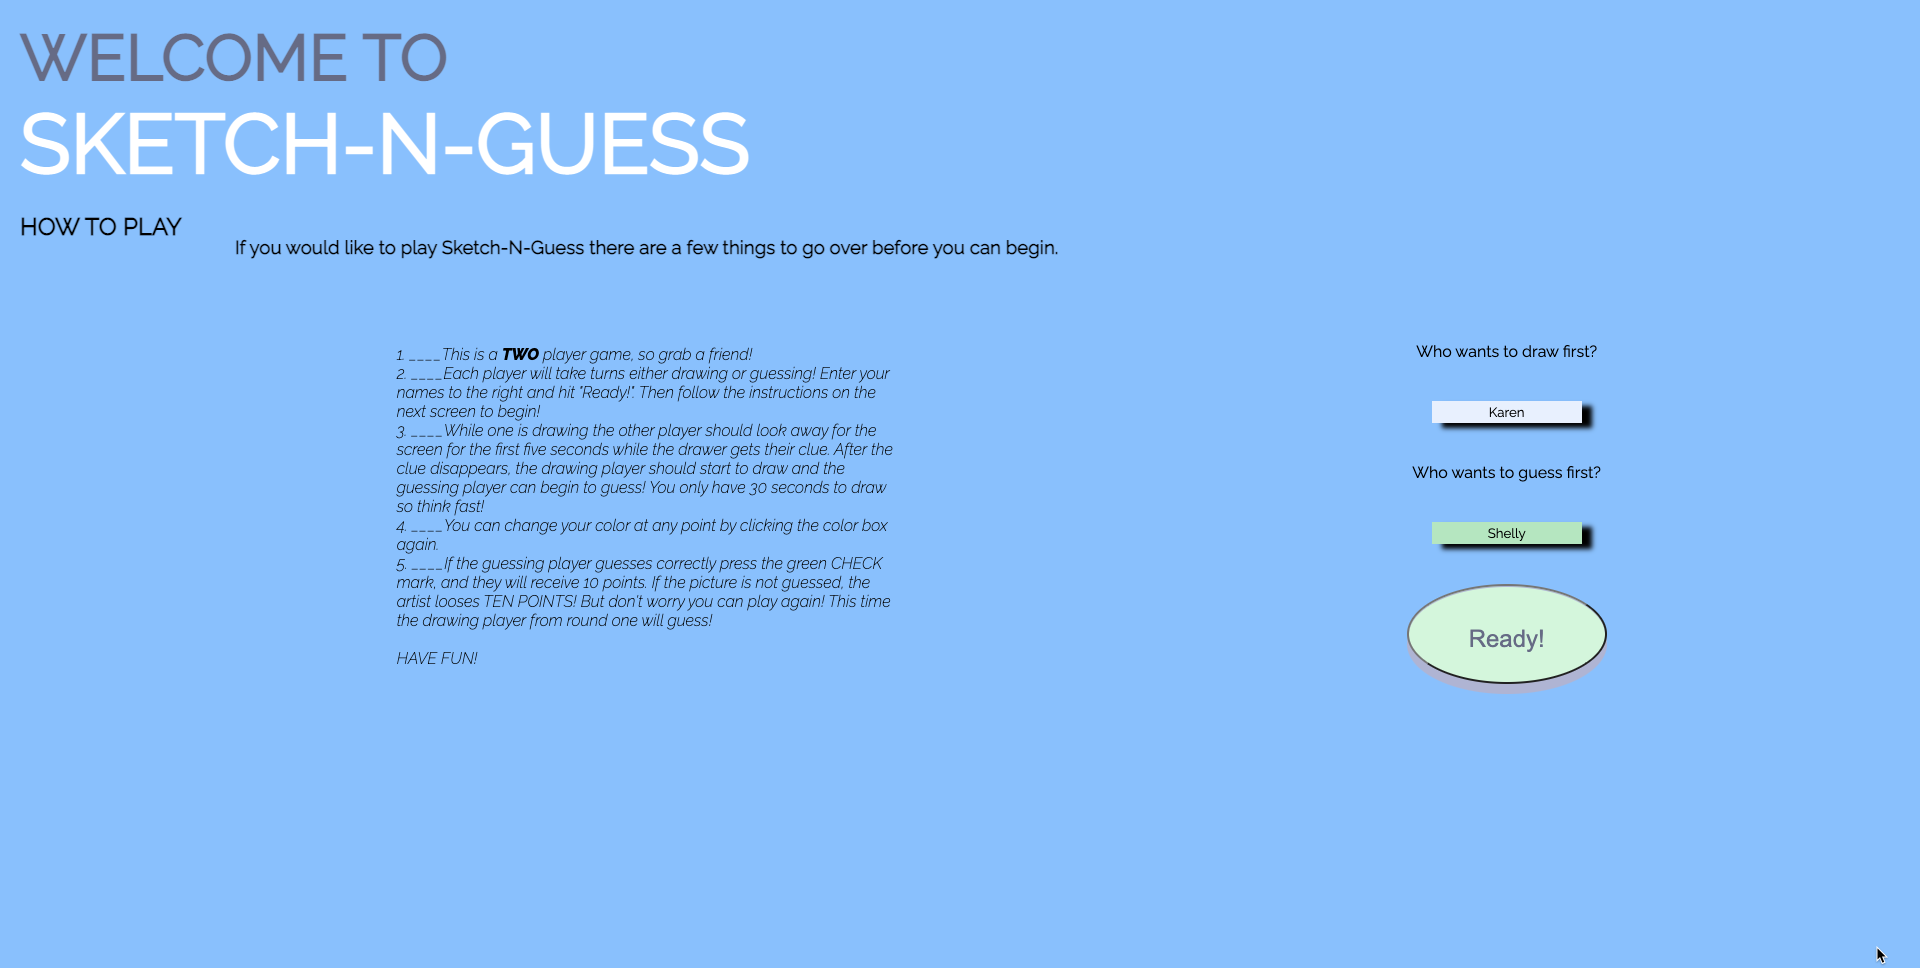 WELCOME TO
SKETCH-N-GUESS
HOW TO PLAY
If you would like to play Sketch-N-Guess there are a few things to go over before you can begin.
1. ____This is a TWO player game, so grab a friend!
2. ____Each player will take turns either drawing or guessing! Enter your
names to the right and hit "Ready!". Then follow the instructions on the
next screen to begin!
3. ____While one is drawing the other player should look away for the
screen for the first five seconds while the drawer gets their clue. After the
clue disappears, the drawing player should start to draw and the
guessing player can begin to guess! You only have 30 seconds to draw
so think fast!
4. ____You can change your color at any point by clicking the color box
again.
5. ____If the guessing player guesses correctly press the green CHECK
mark, and they will receive 10 points. If the picture is not guessed, the
artist looses TEN POINTS! But don't worry you can play again! This time
the drawing player from round one will guess!
HAVE FUN!
Who wants to draw first?
Karen
Who wants to guess first?
Shelly
Ready!